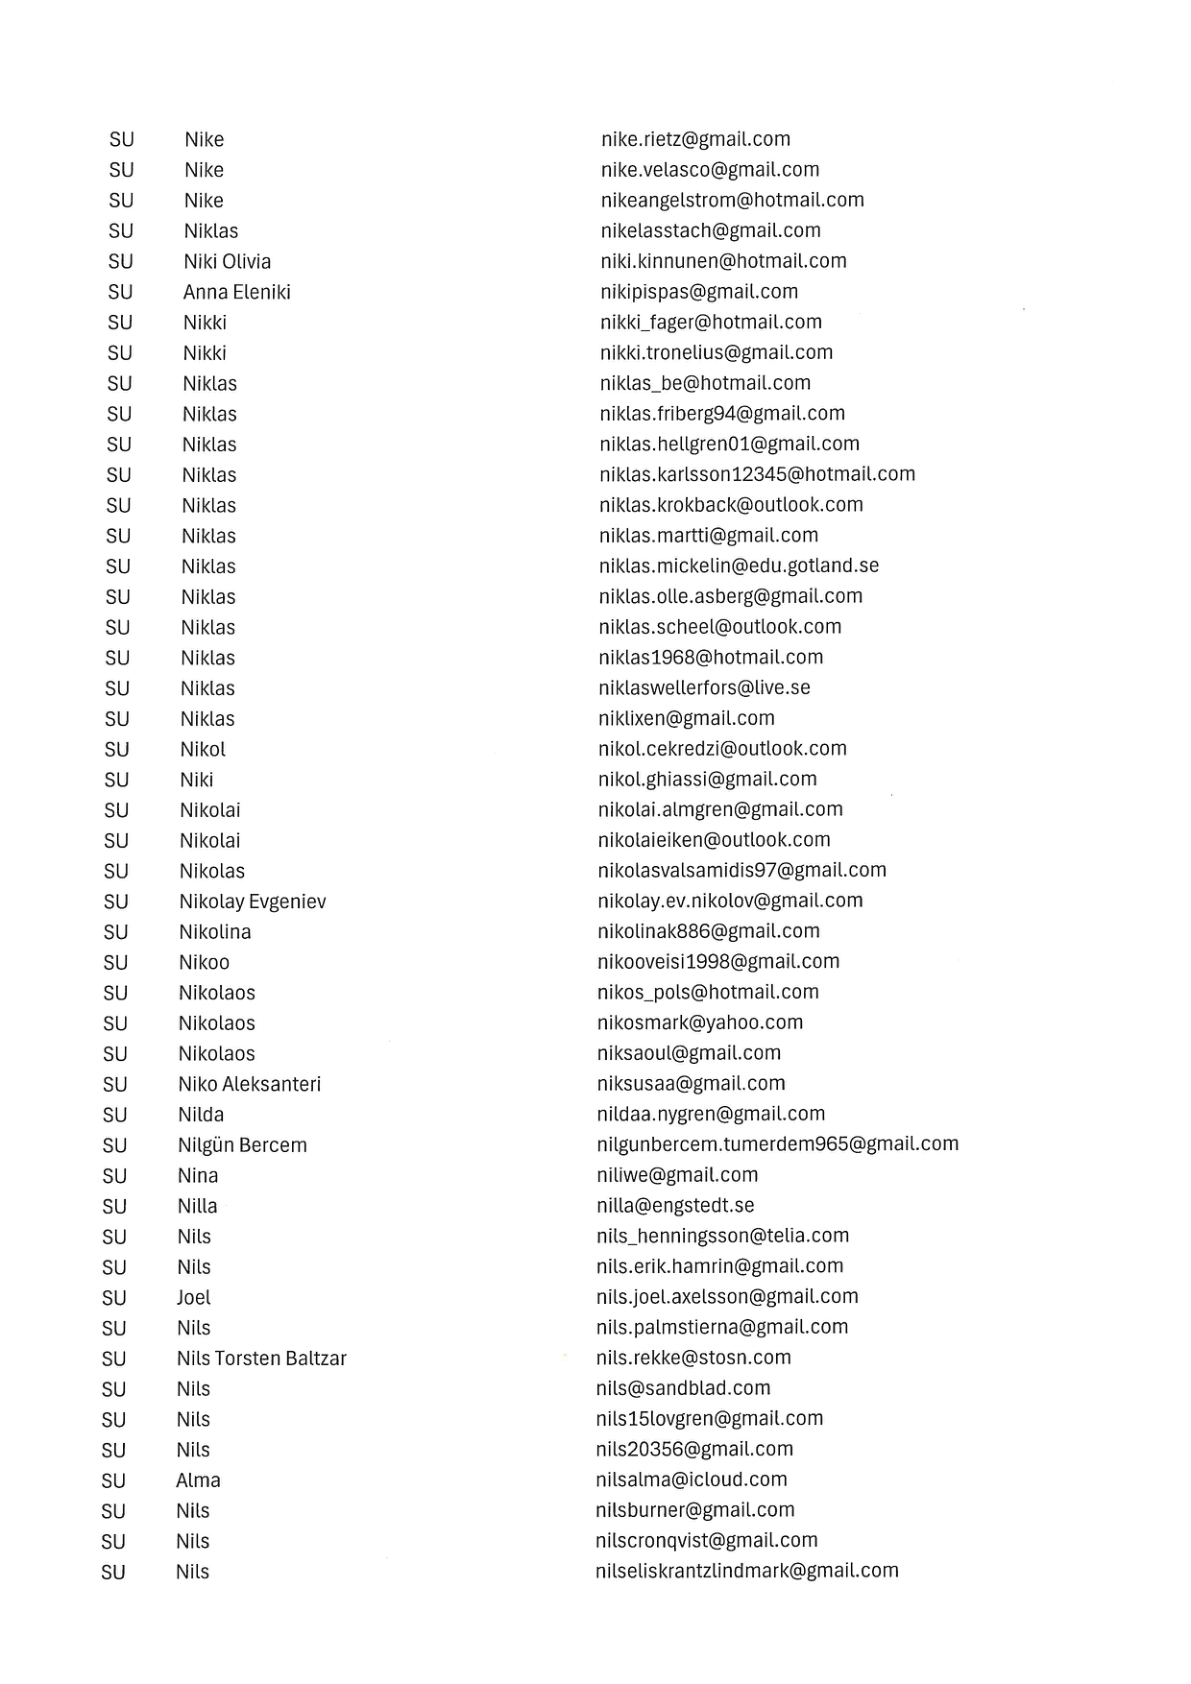 SU Nike nike.rietz@gmail.com
SU Nike nike.velasco@gmail.com
SU Nike nikeangelstrom@hotmail.com
SU Niklas nikelasstach@gmail.com
SU Niki Olivia niki.kinnunen@hotmail.com
SU Anna Eleniki nikipispas@gmail.com
SU Nikki nikki_fager@hotmail.com
SU Nikki nikki.tronelius@gmail.com
SU Niklas niklas_be@hotmail.com
SU Niklas niklas.friberg94@gmail.com
SU Niklas niklas.hellgren01@gmail.com
SU Niklas niklas.karlsson12345@hotmail.com
SU Niklas niklas.krokback@outlook.com
SU Niklas niklas.martti@gmail.com
SU Niklas niklas.mickelin@edu.gotland.se
SU Niklas niklas.olle.asberg@gmail.com
SU Niklas niklas.scheel@outlook.com
SU Niklas niklas1968@hotmail.com
SU Niklas niklaswellerfors@live.se
SU Niklas niklixen@gmail.com
SU Nikol nikol.cekredzi@outlook.com
SU Niki nikol.ghiassi@gmail.com
SU Nikolai nikolai.almgren@gmail.com
SU Nikolai nikolaieiken@outlook.com
SU Nikolas nikolasvalsamidis97@gmail.com
SU Nikolay Evgeniev nikolay.ev.nikolov@gmail.com
SU Nikolina nikolinak886@gmail.com
SU Nikoo nikooveisi1998@gmail.com
SU Nikolaos nikos_pols@hotmail.com
SU Nikolaos nikosmark@yahoo.com
SU Nikolaos niksaoul@gmail.com
SU Niko Aleksanteri niksusaa@gmail.com
SU Nilda nildaa.nygren@gmail.com
SU Nilgün Bercem nilgunbercem.tumerdem965@gmail.com
SU Nina niliwe@gmail.com
SU Nilla nilla@engstedt.se
SU Nils nils_henningsson@telia.com
SU Nils nils.erik.hamrin@gmail.com
SU Joel nils.joel.axelsson@gmail.com
SU Nils nils.palmstierna@gmail.com
SU Nils Torsten Baltzar nils.rekke@stosn.com
SU Nils nils@sandblad.com
SU Nils nils15lovgren@gmail.com
SU Nils nils20356@gmail.com
SU Alma nilsalma@icloud.com
SU Nils nilsburner@gmail.com
SU Nils nilscronqvist@gmail.com
SU Nils nilseliskrantzlindmark@gmail.com